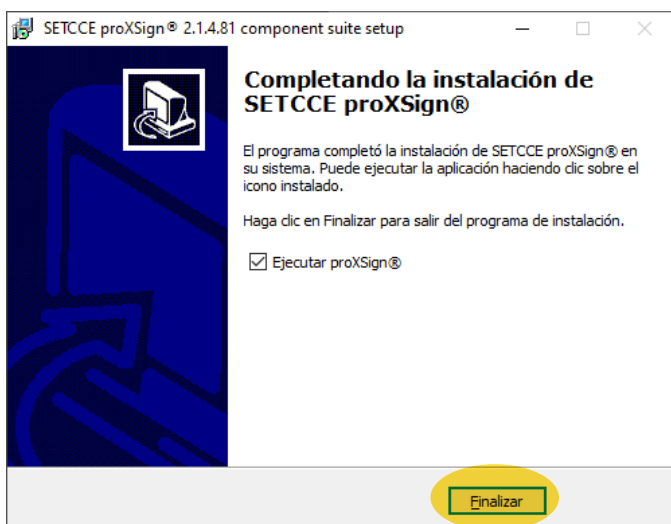 SETCCE proXSign® 2.1.4.81 component suite setup
Completando la instalación de
SETCCE proXSign®
El programa completó la instalación de SETCCE proXSign® en
su sistema. Puede ejecutar la aplicación haciendo clic sobre el
icono instalado.
Haga clic en Finalizar para salir del programa de instalación.
Ejecutar proXSign®
Finalizar